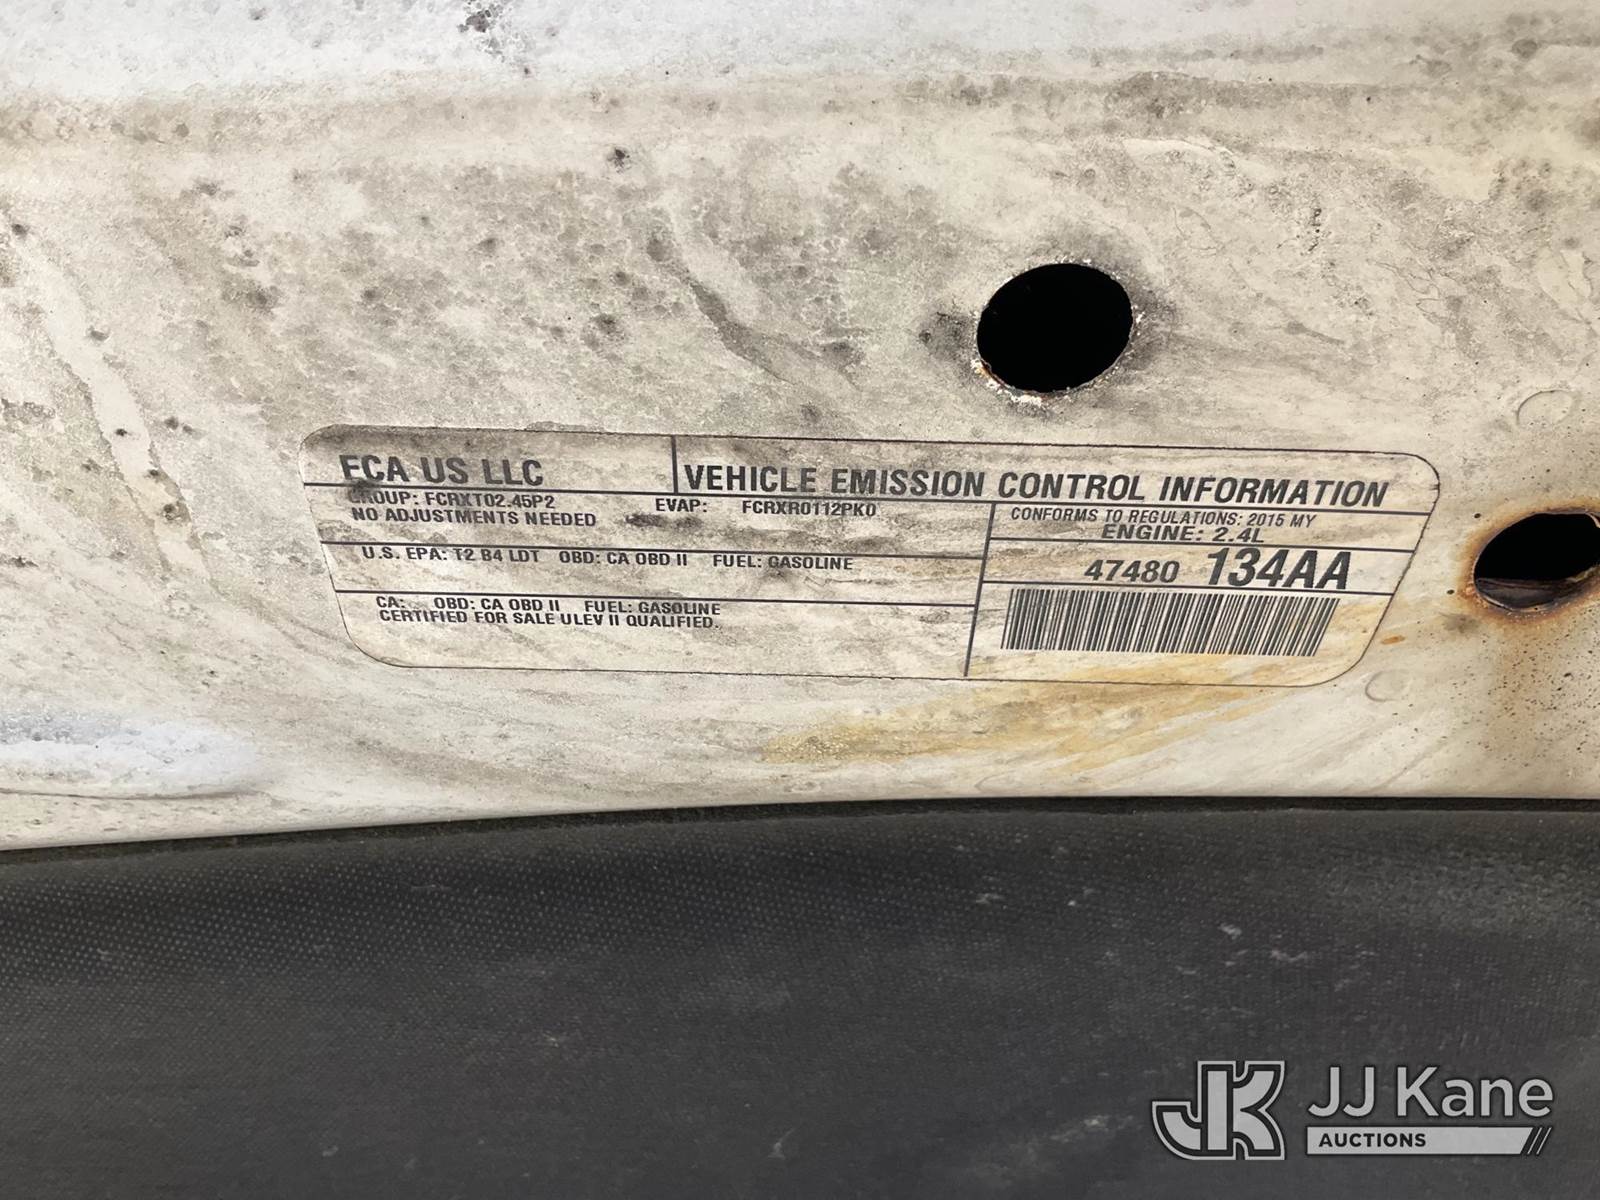 FCA US LLC
VEHICLE EMISSION CONTROL INFORMATION
GROUP: FCRXT02.45P2
EVAP: FCRXR0112PK0
NO ADJUSTMENTS NEEDED
CONFORMS TO REGULATIONS: 2015 MY
ENGINE: 2.4L
U.S. EPA: T2 B4 LDT OBD: CA OBD II FUEL: GASOLINE
47480 134AA
CA: OBD: CA OBD II FUEL: GASOLINE
CERTIFIED FOR SALE ULEV II QUALIFIED.
JK JJ Kane
AUCTIONS